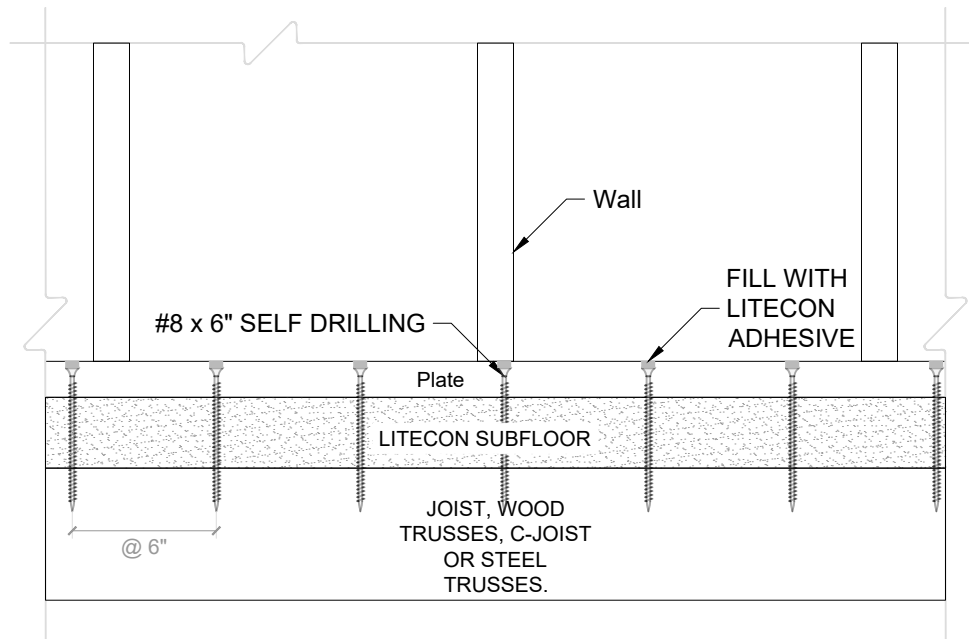 Wall
FILL WITH
LITECON
ADHESIVE
#8 x 6" SELF DRILLING
Plate
LITECON SUBFLOOR
JOIST, WOOD
TRUSSES, C-JOIST
OR STEEL
TRUSSES.
@ 6"